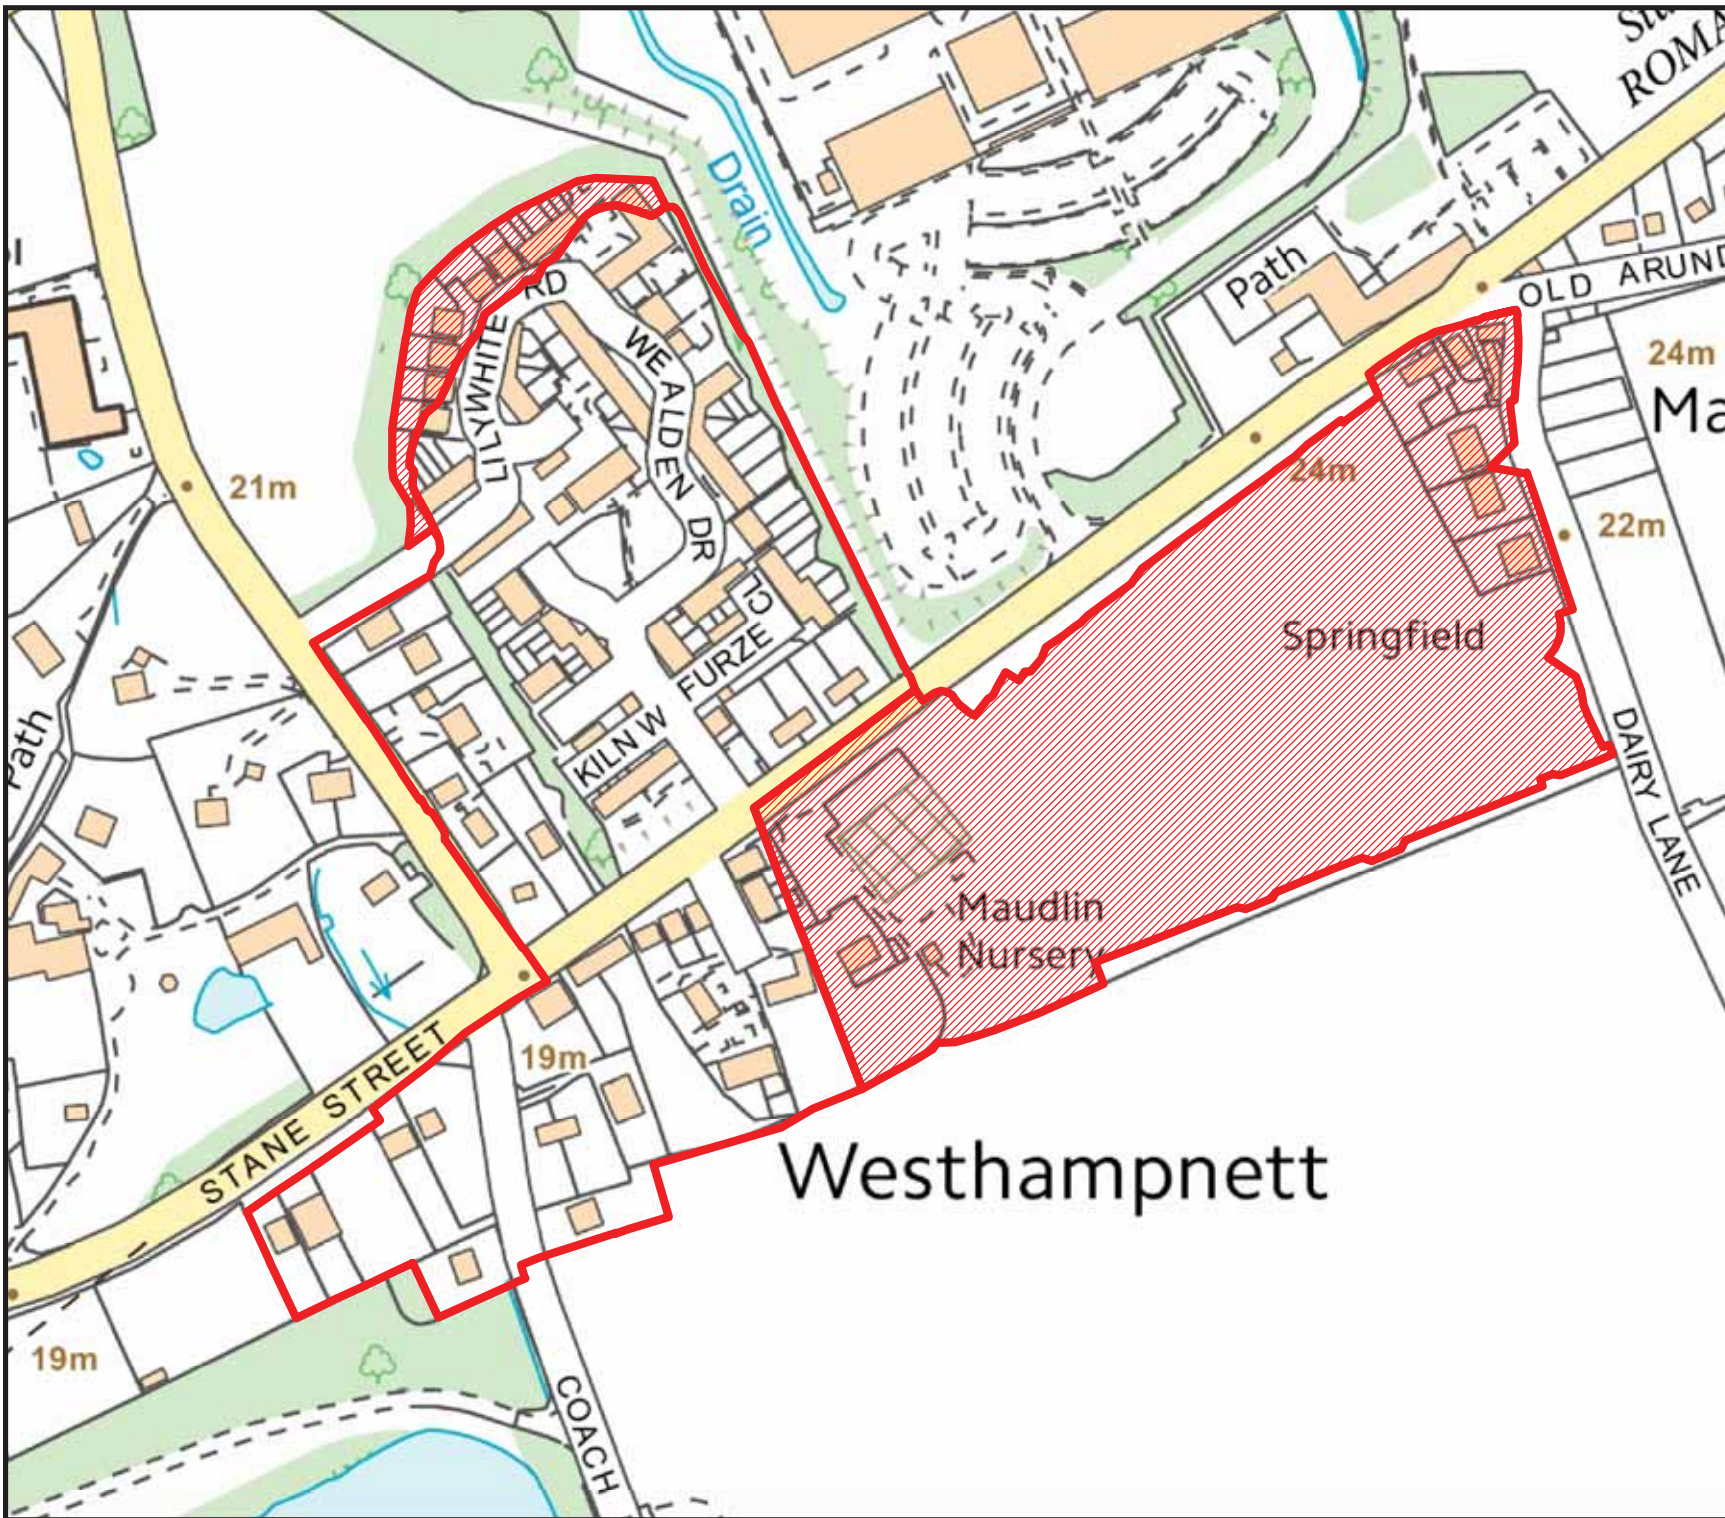 ROMA
Drain
Path
OLD ARUND
RD
LILYWHITE
WEALDEN DR
24m
Ma
21m
24m
22m
CL
FURZE
Springfield
Path
KILN W
DAIRY LANE
Maudlin
Nursery
19m
STANE STREET
Westhampnett
19m
COACH